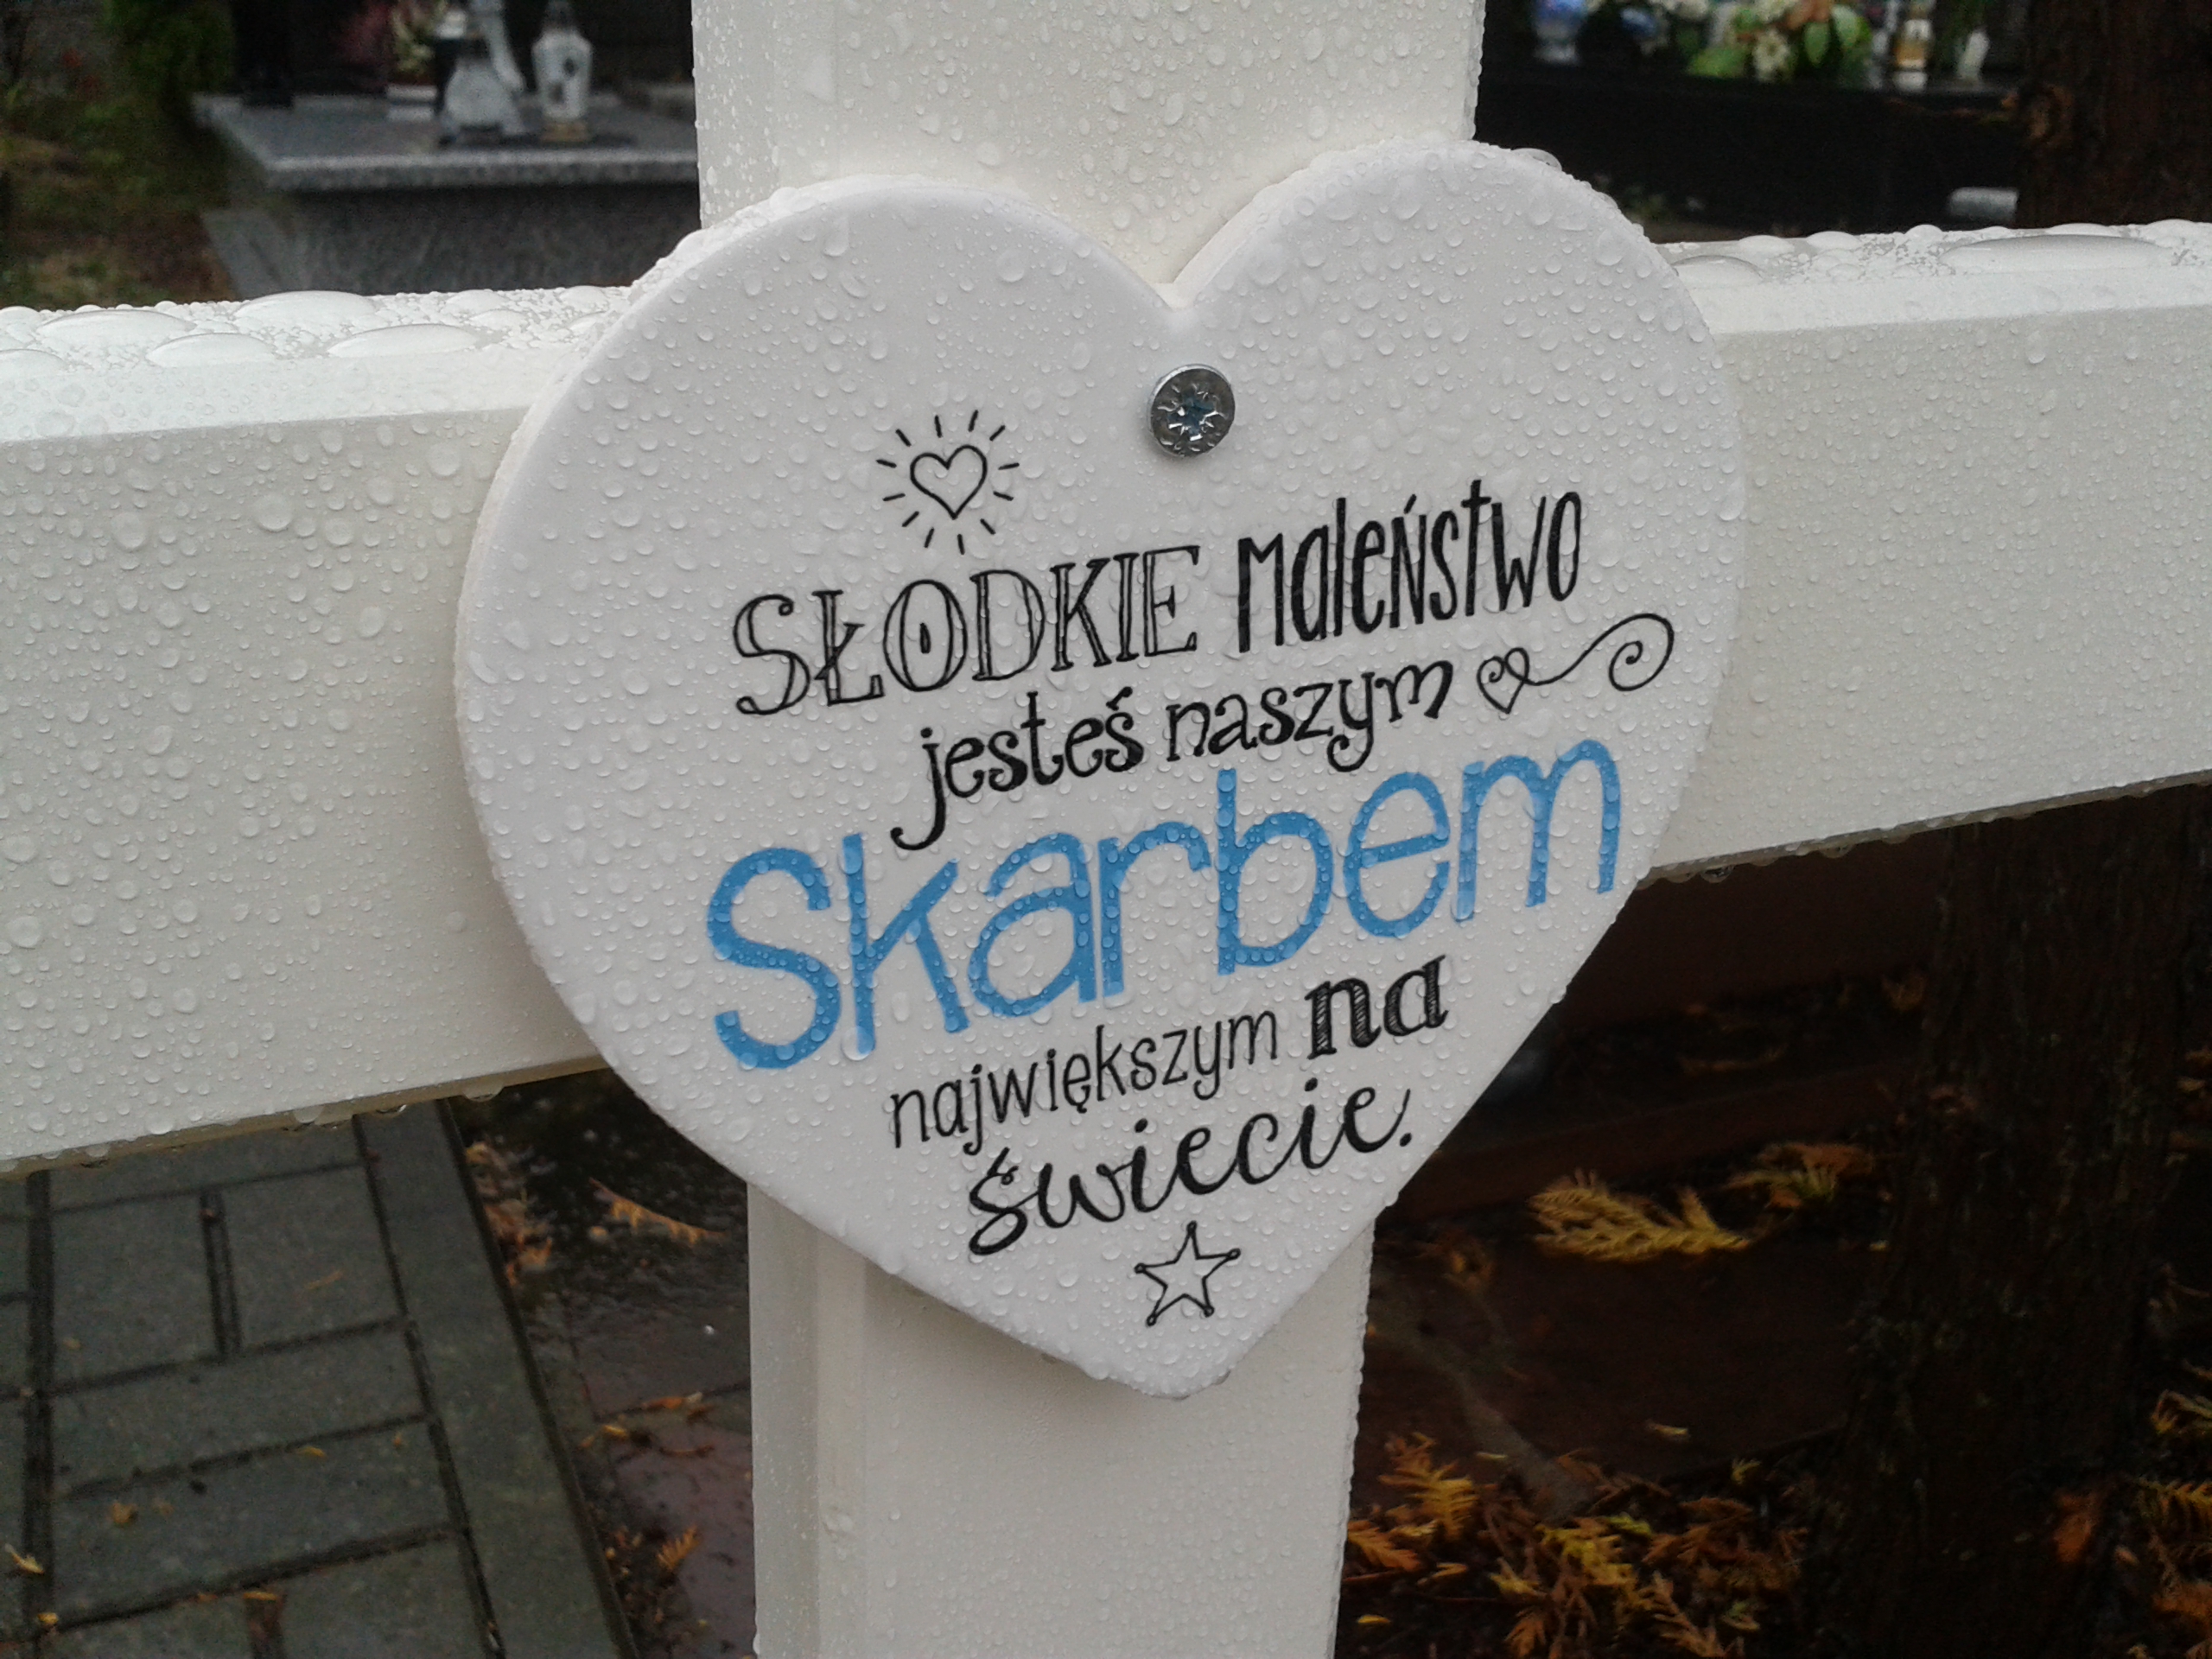 SŁODKIE Maleństwo
jesteś naszym
Skarbem
największym na
świecie.